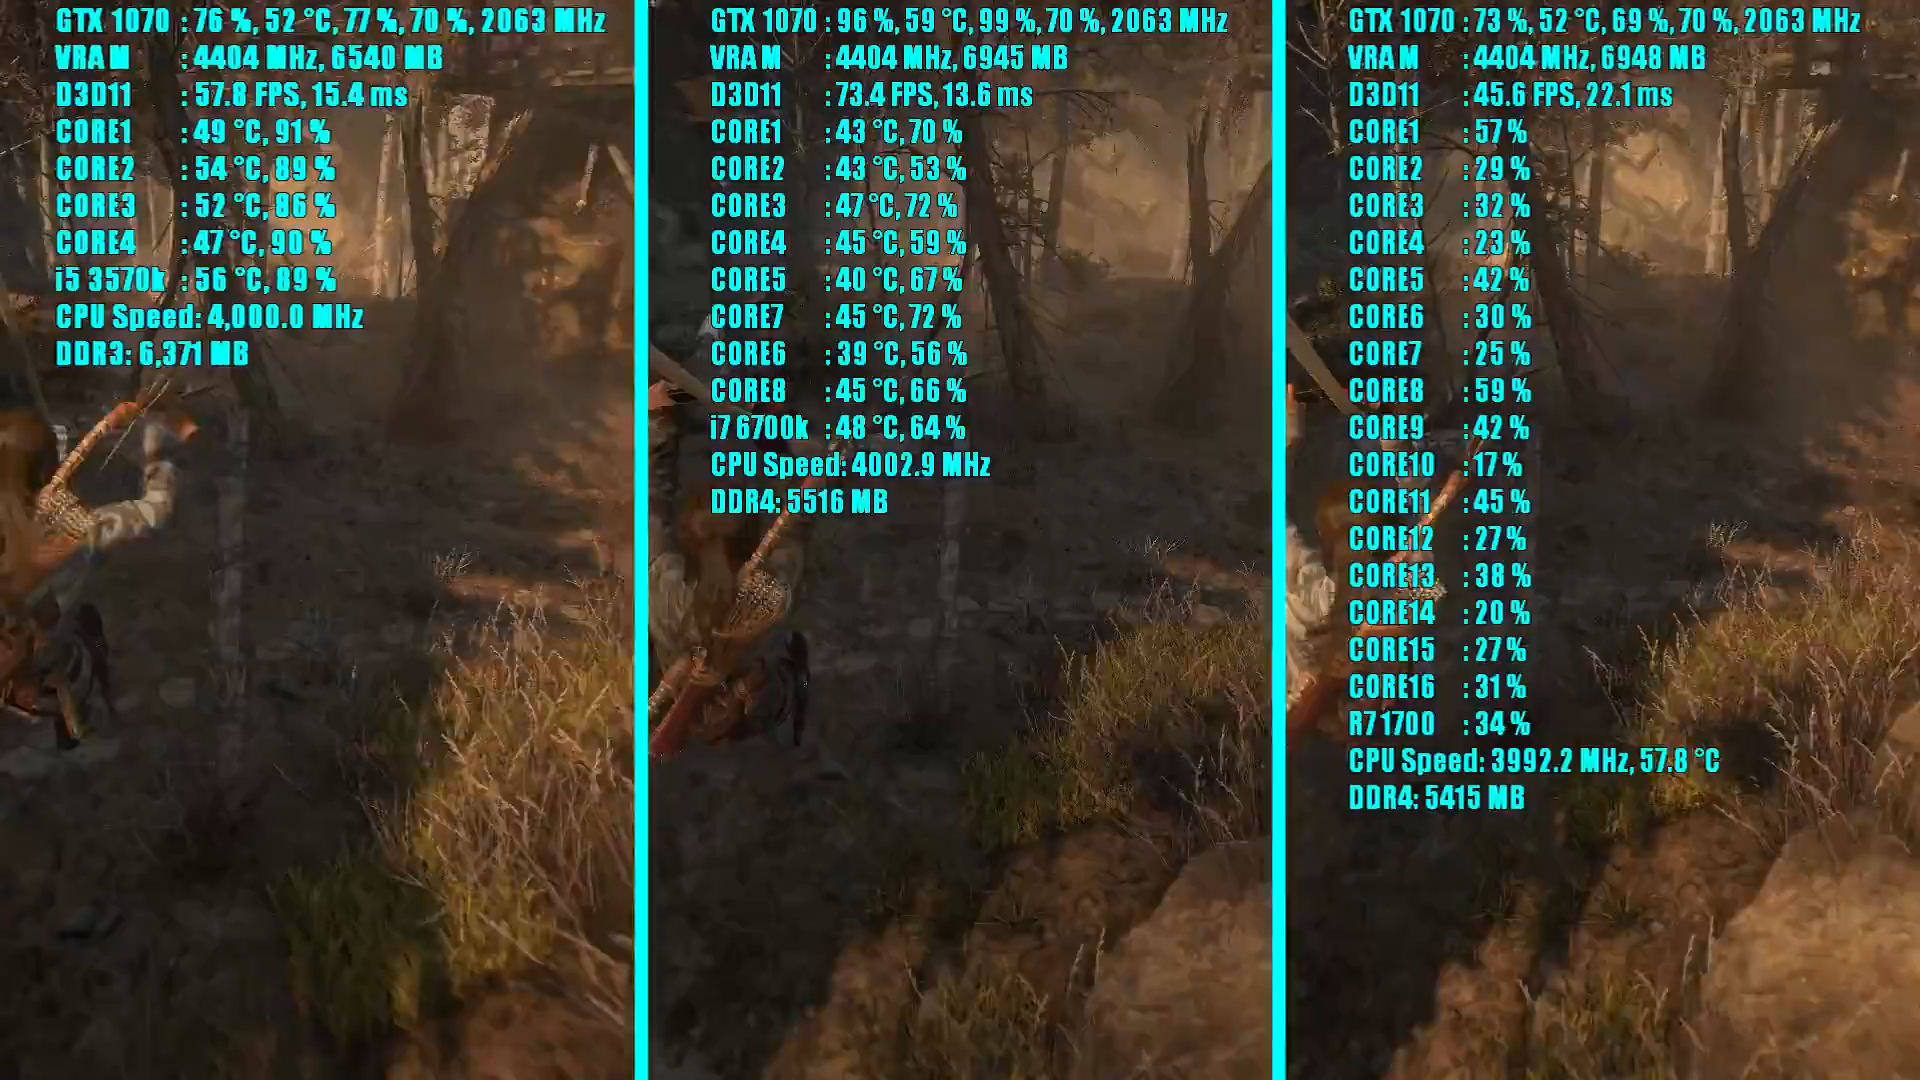 GTX 1070 : 76 %, 52 °C, 77 %, 70 %, 2063 MHz
VRAM : 4404 MHz, 6540 MB
D3D11 : 57.8 FPS, 15.4 ms
CORE1 : 49 °C, 91 %
CORE2 : 54 °C, 89 %
CORE3 : 52 °C, 86 %
CORE4 : 47 °C, 90 %
i5 3570k : 56 °C, 89 %
CPU Speed: 4,000.0 MHz
DDR3: 6,371 MB
GTX 1070 : 96 %, 59 °C, 99 %, 70 %, 2063 MHz
VRAM : 4404 MHz, 6945 MB
D3D11 : 73.4 FPS, 13.6 ms
CORE1 : 43 °C, 70 %
CORE2 : 43 °C, 53 %
CORE3 : 47 °C, 72 %
CORE4 : 45 °C, 59 %
CORE5 : 40 °C, 67 %
CORE7 : 45 °C, 72 %
CORE6 : 39 °C, 56 %
CORE8 : 45 °C, 66 %
i7 6700k : 48 °C, 64 %
CPU Speed: 4002.9 MHz
DDR4: 5516 MB
GTX 1070 : 73 %, 52 °C, 69 %, 70 %, 2063 MHz
VRAM : 4404 MHz, 6948 MB
D3D11 : 45.6 FPS, 22.1 ms
CORE1 : 57 %
CORE2 : 29 %
CORE3 : 32 %
CORE4 : 23 %
CORE5 : 42 %
CORE6 : 30 %
CORE7 : 25 %
CORE8 : 59 %
CORE9 : 42 %
CORE10 : 17 %
CORE11 : 45 %
CORE12 : 27 %
CORE13 : 38 %
CORE14 : 20 %
CORE15 : 27 %
CORE16 : 31 %
R7 1700 : 34 %
CPU Speed: 3992.2 MHz, 57.8 °C
DDR4: 5415 MB